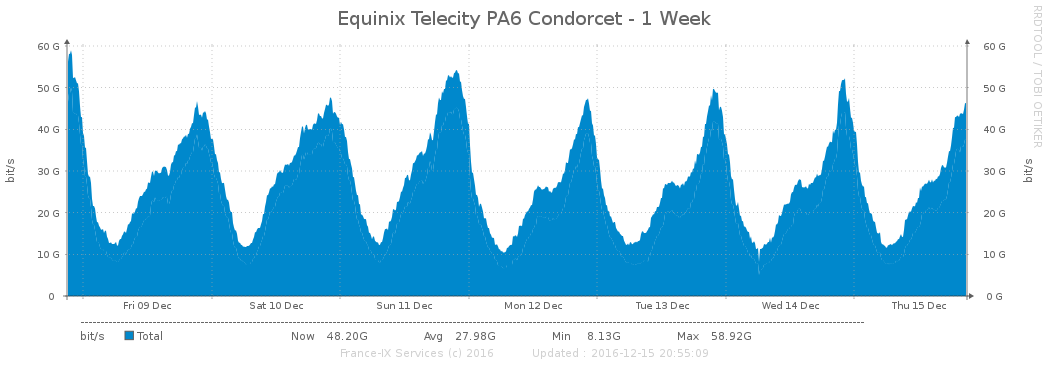 Equinix Telecity PA6 Condorcet - 1 Week
RRDTOOL / TOBI OETIKER
60 G 60 G
50 G 50 G
40 G 40 G
30 G 30 G
20 G 20 G
10 G 10 G
0 0 G
bit/s
bit/s
Fri 09 Dec Sat 10 Dec Sun 11 Dec Mon 12 Dec Tue 13 Dec Wed 14 Dec Thu 15 Dec
bit/s Total Now 48.20G Avg 27.98G Min 8.13G Max 58.92G
France-IX Services (c) 2016 Updated : 2016-12-15 20:55:09